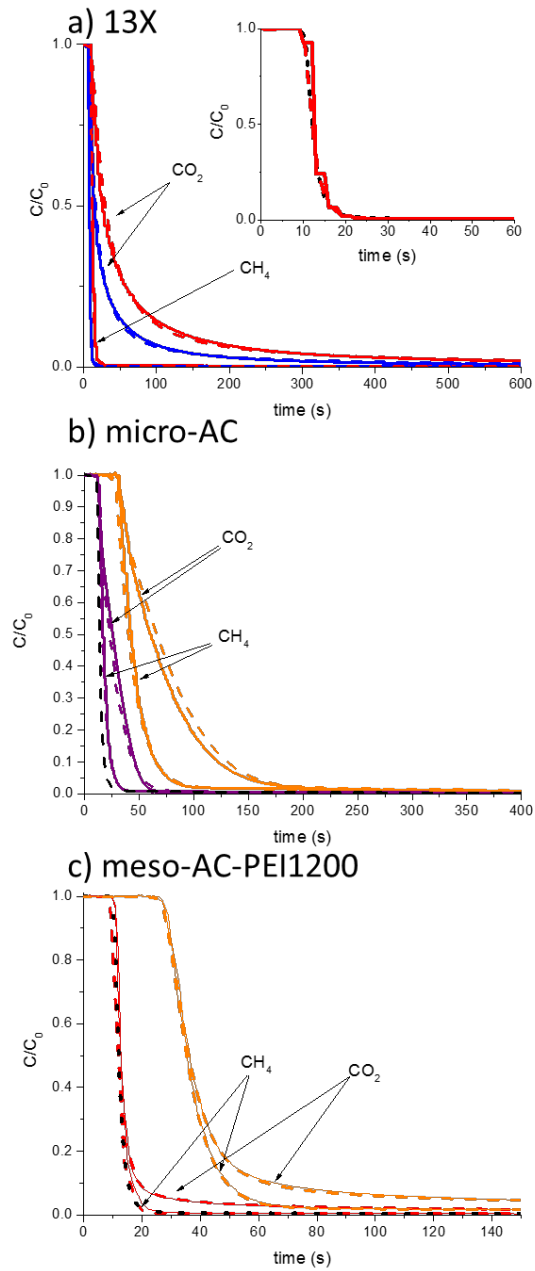 a) 13X
1.0
0.5
0.0
C/C₀
0 100 200 300 400 500 600
time (s)
CO₂
CH₄
1.0
0.5
0.0
C/C₀
0 10 20 30 40 50 60
time (s)
b) micro-AC
1.0
0.9
0.8
0.7
0.6
0.5
0.4
0.3
0.2
0.1
0.0
C/C₀
CO₂
CH₄
0 50 100 150 200 250 300 350 400
time (s)
c) meso-AC-PEI1200
1.0
0.8
0.6
0.4
0.2
0.0
C/C₀
CH₄
CO₂
0 20 40 60 80 100 120 140
time (s)